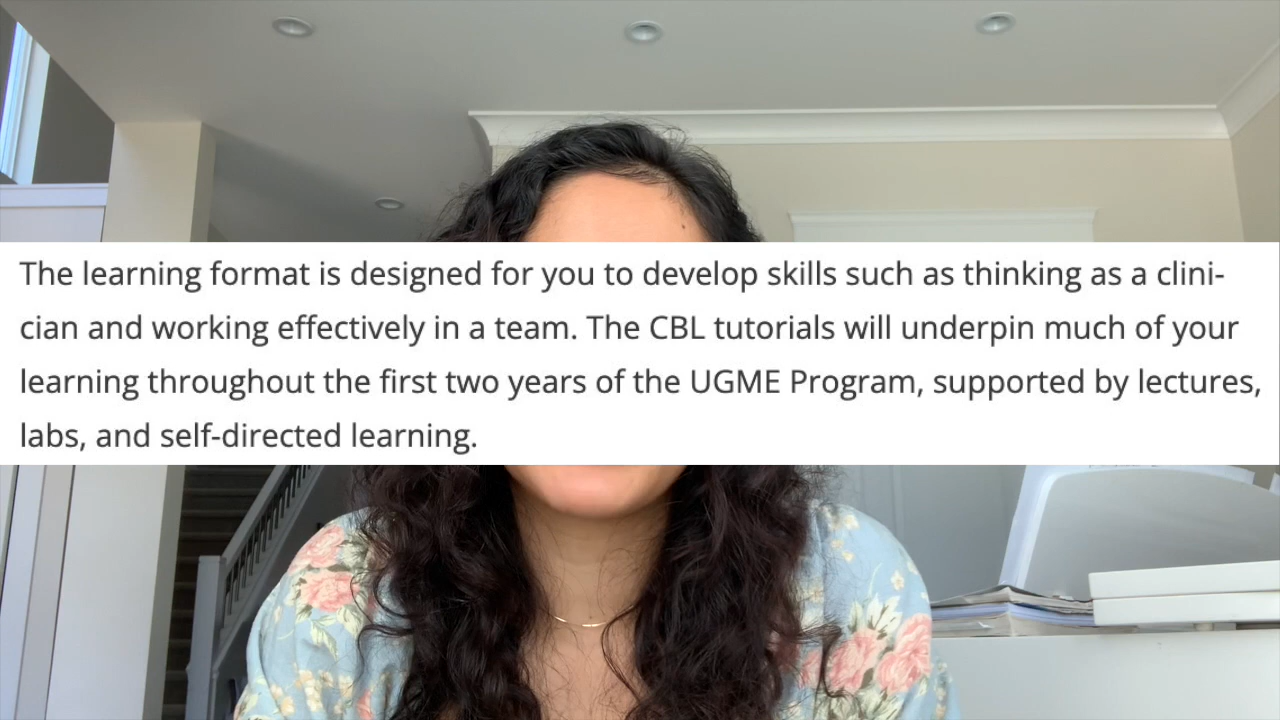 The learning format is designed for you to develop skills such as thinking as a clini-
cian and working effectively in a team. The CBL tutorials will underpin much of your
learning throughout the first two years of the UGME Program, supported by lectures,
labs, and self-directed learning.